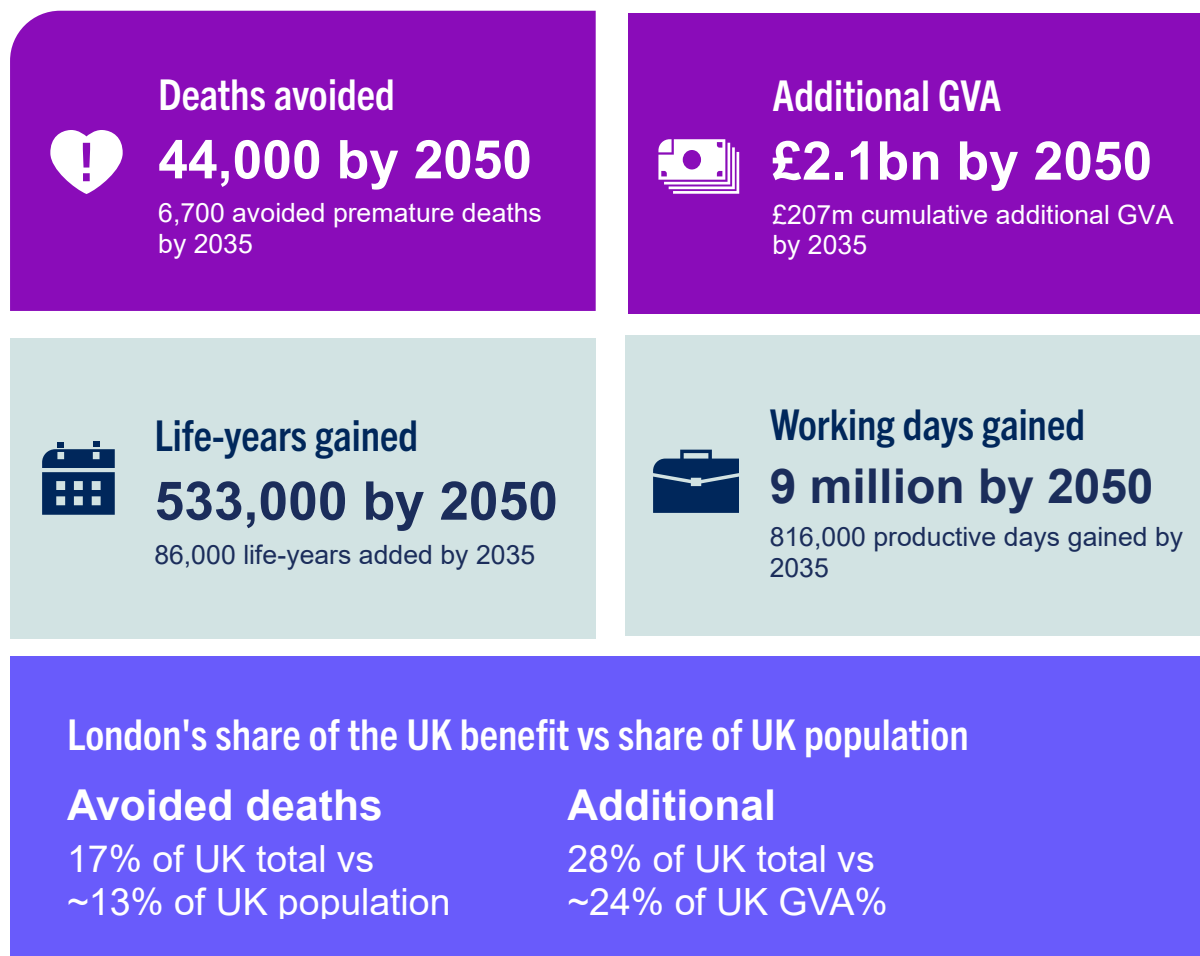 Deaths avoided
44,000 by 2050
6,700 avoided premature deaths
by 2035
Additional GVA
£2.1bn by 2050
£207m cumulative additional GVA
by 2035
Life-years gained
533,000 by 2050
86,000 life-years added by 2035
Working days gained
9 million by 2050
816,000 productive days gained by
2035
London's share of the UK benefit vs share of UK population
Avoided deaths
17% of UK total vs
~13% of UK population
Additional
28% of UK total vs
~24% of UK GVA%